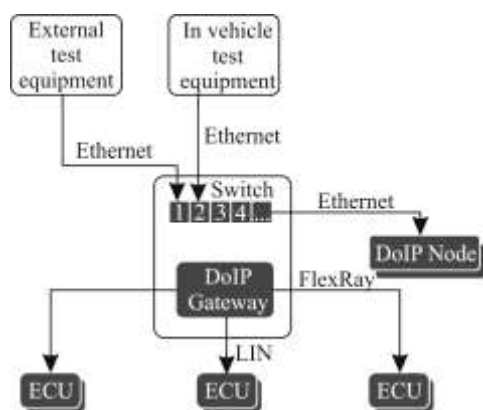 External
test
equipment
In vehicle
test
equipment
Ethernet
Ethernet
Switch
1 2 3 4 ....
Ethernet
DoIP Node
DoIP
Gateway
FlexRay
LIN
ECU
ECU
ECU